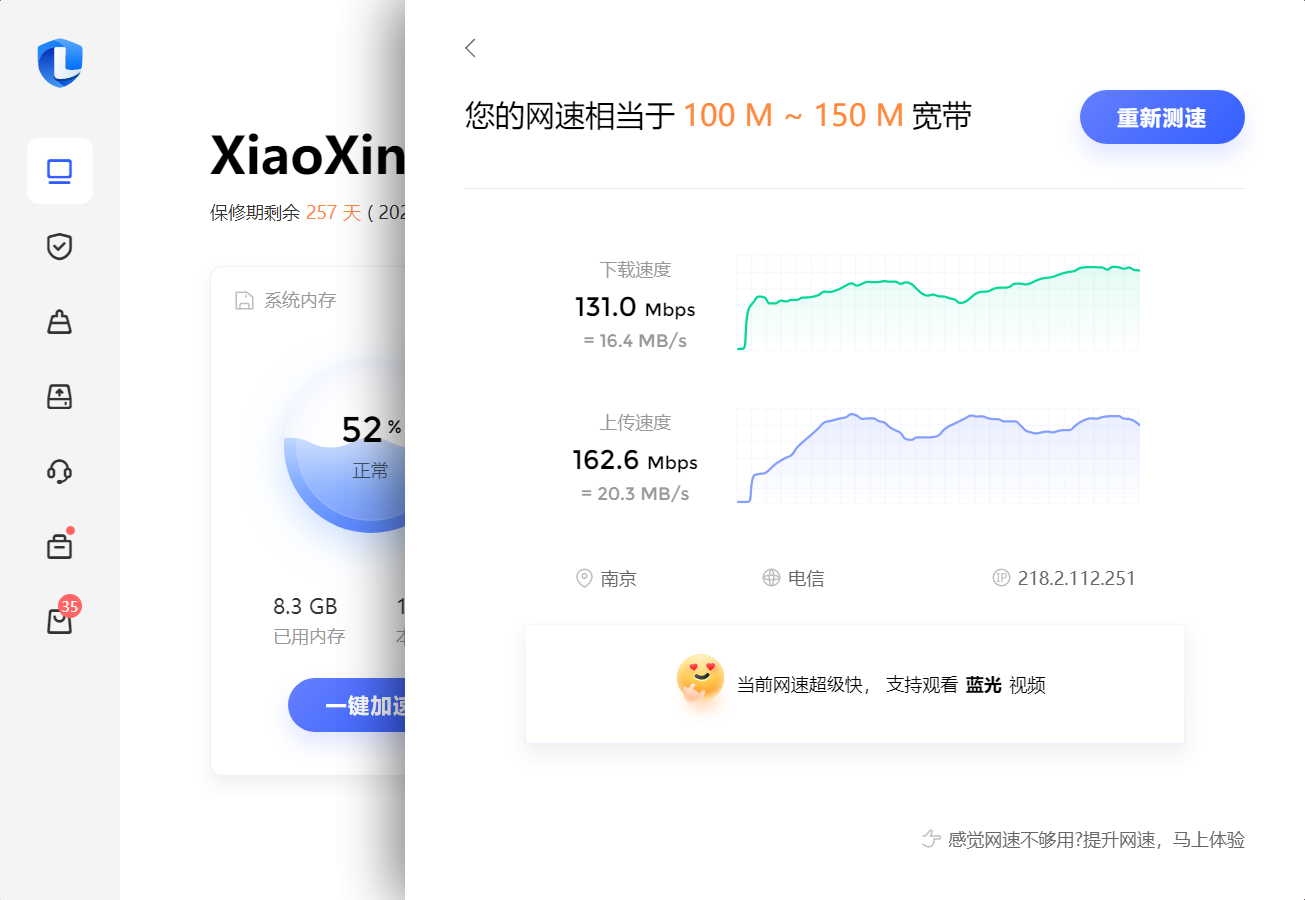 您的网速相当于 100 M ~ 150 M 宽带
重新测速
XiaoXin
保修期剩余 257 天 ( 202
系统内存
52 %
正常
8.3 GB
已用内存
一键加速
35
下载速度
131.0 Mbps
= 16.4 MB/s
上传速度
162.6 Mbps
= 20.3 MB/s
南京
电信
IP 218.2.112.251
当前网速超级快， 支持观看 蓝光 视频
感觉网速不够用?提升网速，马上体验